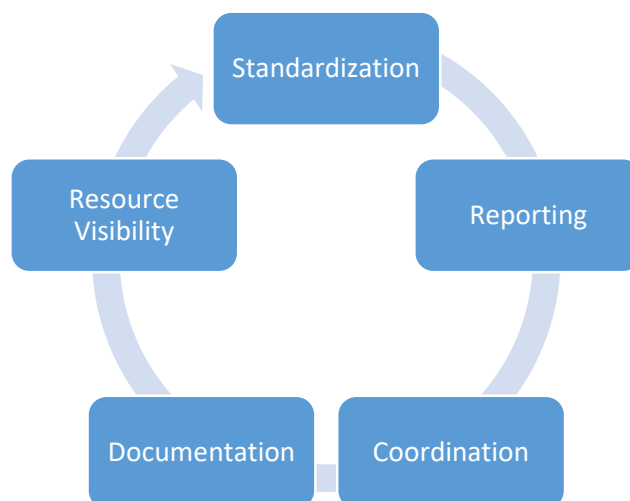 Standardization
Reporting
Coordination
Documentation
Resource
Visibility